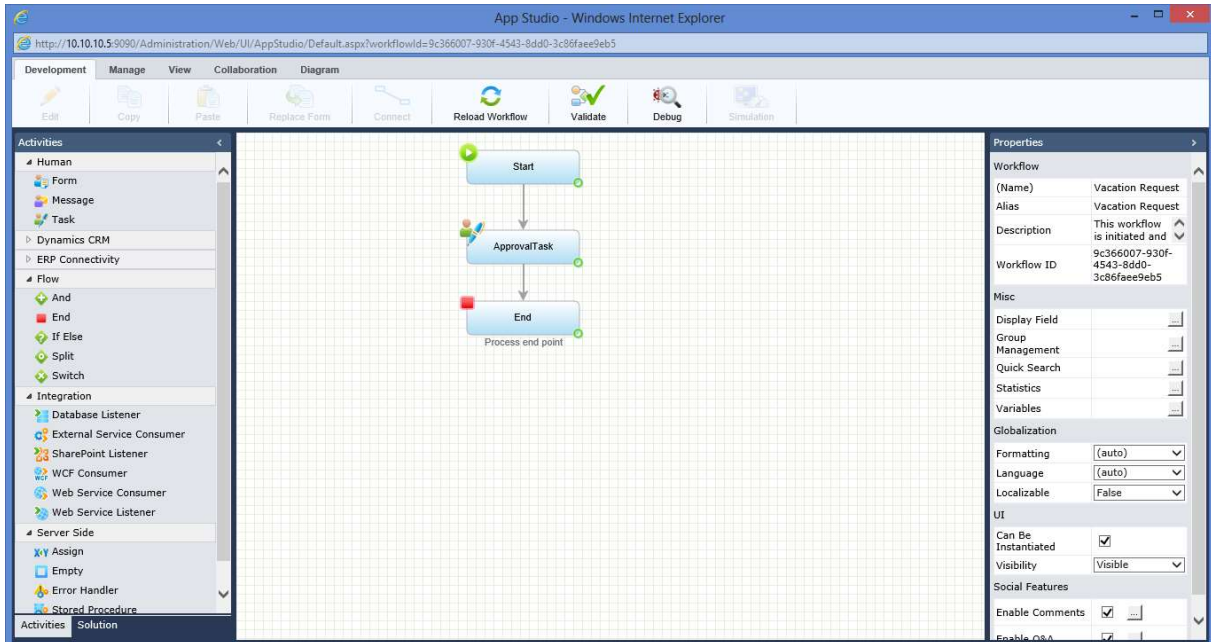 App Studio - Windows Internet Explorer
http://10.10.10.5:9090/Administration/Web/UI/AppStudio/Default.aspx?workflowId=9c366007-930f-4543-8dd0-3c86faee9eb5
Development Manage View Collaboration Diagram
Edit Copy Paste Replace Form Connect Reload Workflow Validate Debug Simulation
Activities
Human
Form
Message
Task
Dynamics CRM
ERP Connectivity
Flow
And
End
If Else
Split
Switch
Integration
Database Listener
External Service Consumer
SharePoint Listener
WCF Consumer
Web Service Consumer
Web Service Listener
Server Side
Assign
Empty
Error Handler
Stored Procedure
Activities Solution
Start
ApprovalTask
End
Process end point
Properties
Workflow
(Name) Vacation Request
Alias Vacation Request
Description This workflow
is initiated and
Workflow ID 9c366007-930f-
4543-8dd0-
3c86faee9eb5
Misc
Display Field ...
Group
Management ...
Quick Search ...
Statistics ...
Variables ...
Globalization
Formatting (auto)
Language (auto)
Localizable False
UI
Can Be
Instantiated
Visibility Visible
Social Features
Enable Comments ...
Enable Q&A ...